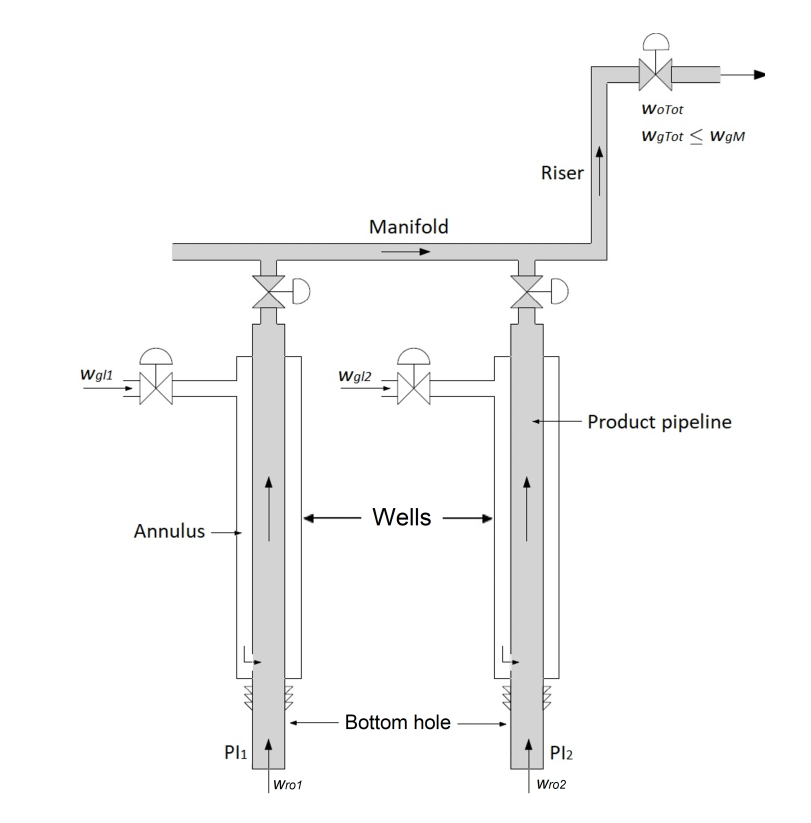 WoTot
WgTot ≤ WgM
Riser
Manifold
Wgl1
Wgl2
Product pipeline
Wells
Annulus
Bottom hole
PI1
PI2
Wro1
Wro2